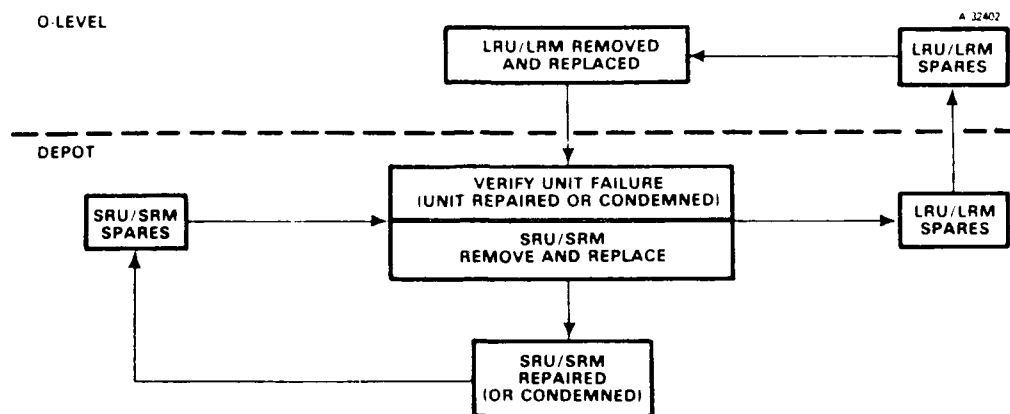 O-LEVEL
A 32402
LRU/LRM REMOVED
AND REPLACED
LRU/LRM
SPARES
DEPOT
VERIFY UNIT FAILURE
(UNIT REPAIRED OR CONDEMNED)
SRU/SRM
SPARES
SRU/SRM
REMOVE AND REPLACE
LRU/LRM
SPARES
SRU/SRM
REPAIRED
(OR CONDEMNED)